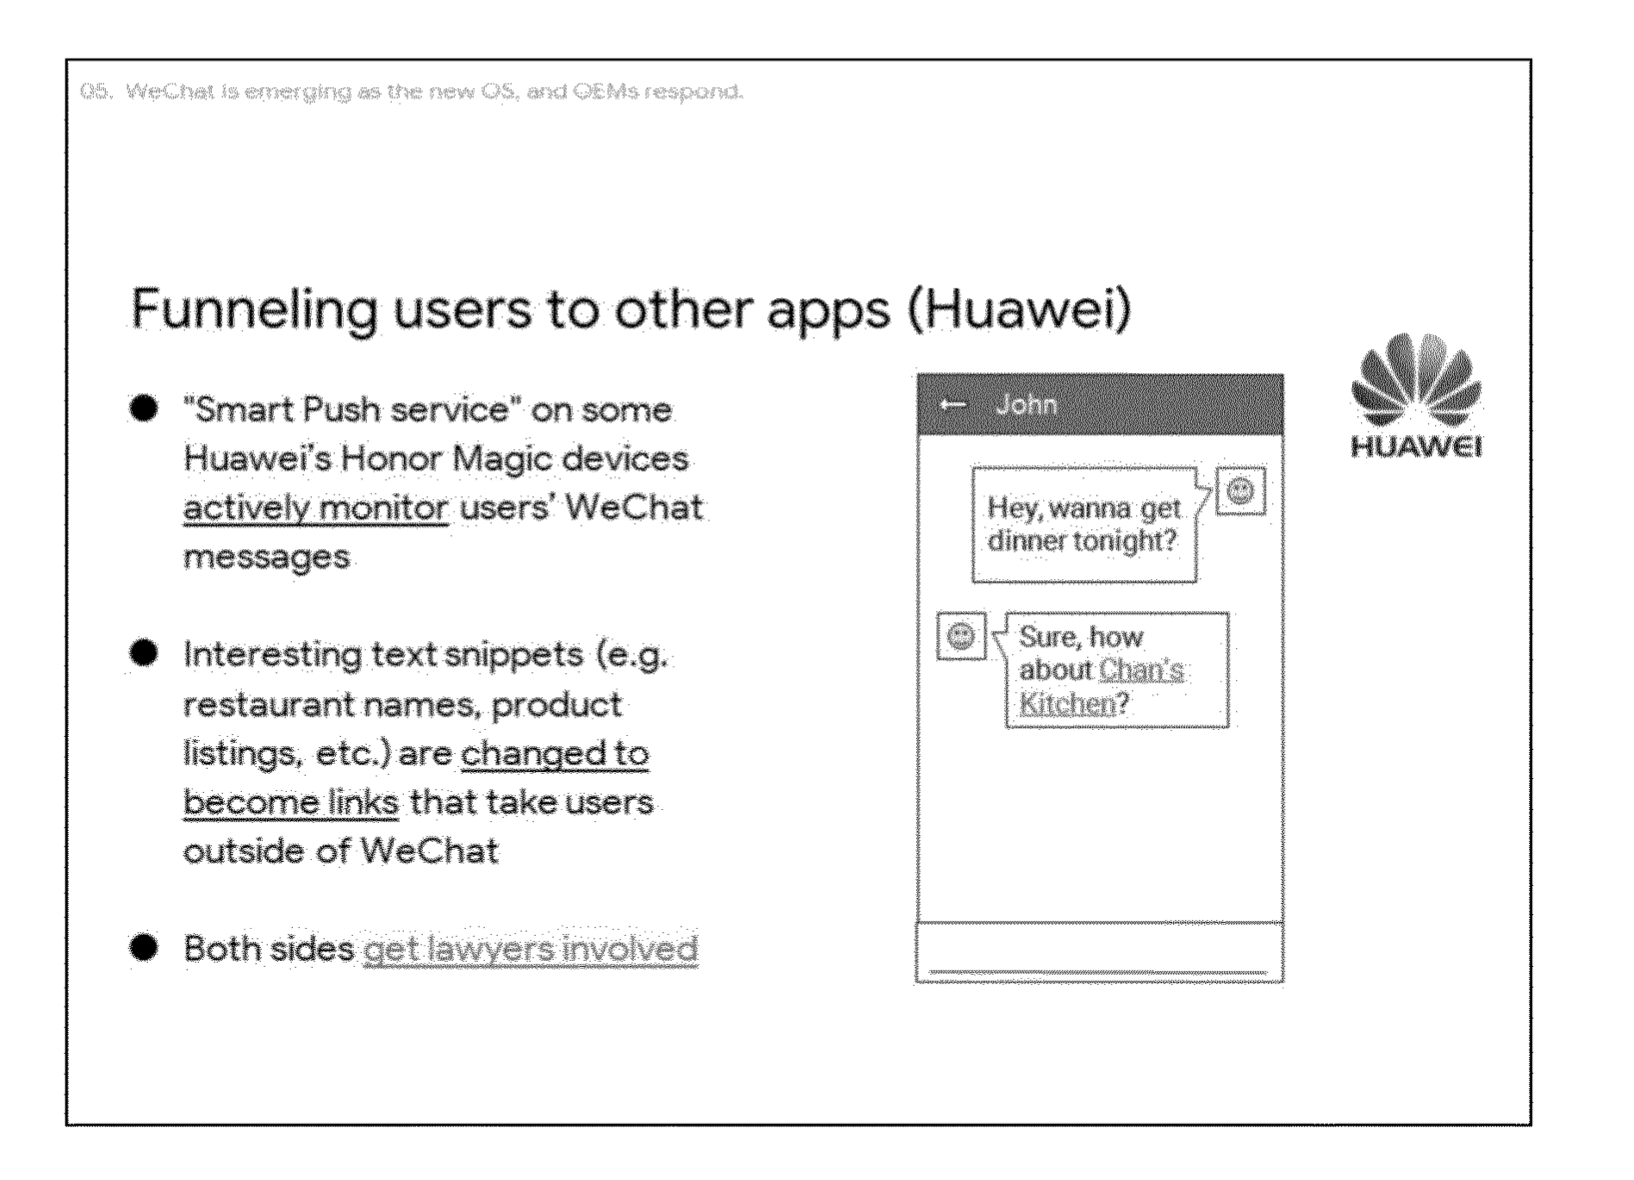 05. WeChat is emerging as the new OS, and OEMs respond.
Funneling users to other apps (Huawei)
● "Smart Push service" on some
Huawei's Honor Magic devices
actively monitor users' WeChat
messages
● Interesting text snippets (e.g.
restaurant names, product
listings, etc.) are changed to
become links that take users
outside of WeChat
● Both sides get lawyers involved
← John
Hey, wanna get
dinner tonight?
Sure, how
about Chan's
Kitchen?
HUAWEI